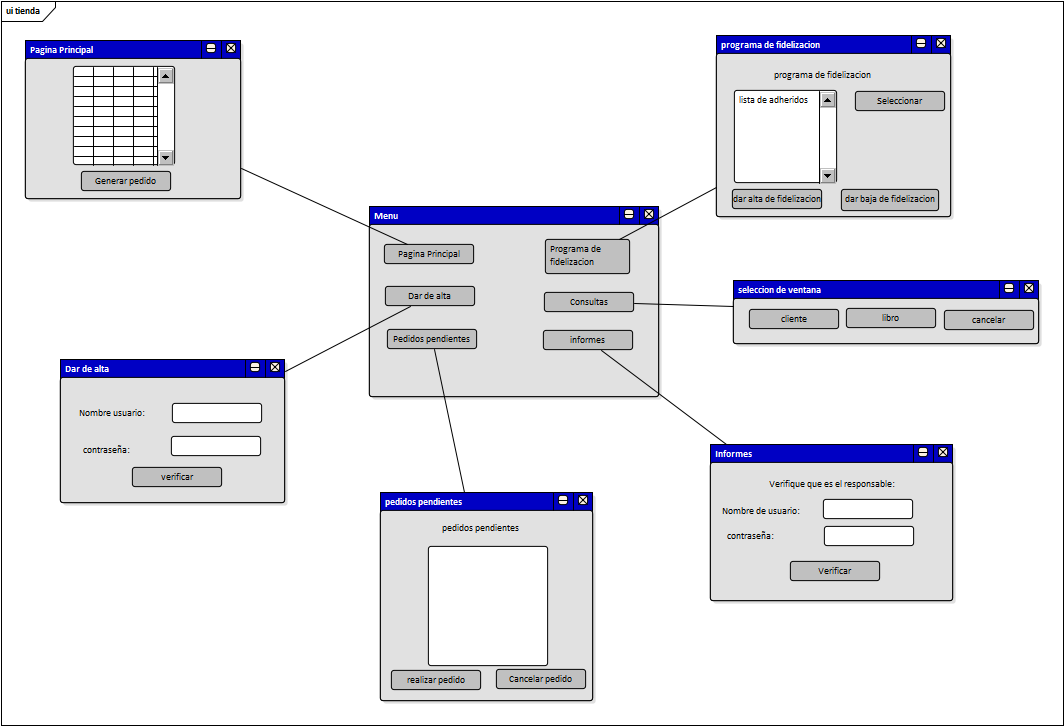 ui tienda
Pagina Principal
Generar pedido
programa de fidelizacion
programa de fidelizacion
lista de adheridos
Seleccionar
dar alta de fidelizacion
dar baja de fidelizacion
Menu
Pagina Principal
Programa de
fidelizacion
Dar de alta
Consultas
Pedidos pendientes
informes
seleccion de ventana
cliente
libro
cancelar
Dar de alta
Nombre usuario:
contraseña:
verificar
Informes
Verifique que es el responsable:
Nombre de usuario:
contraseña:
Verificar
pedidos pendientes
pedidos pendientes
realizar pedido
Cancelar pedido